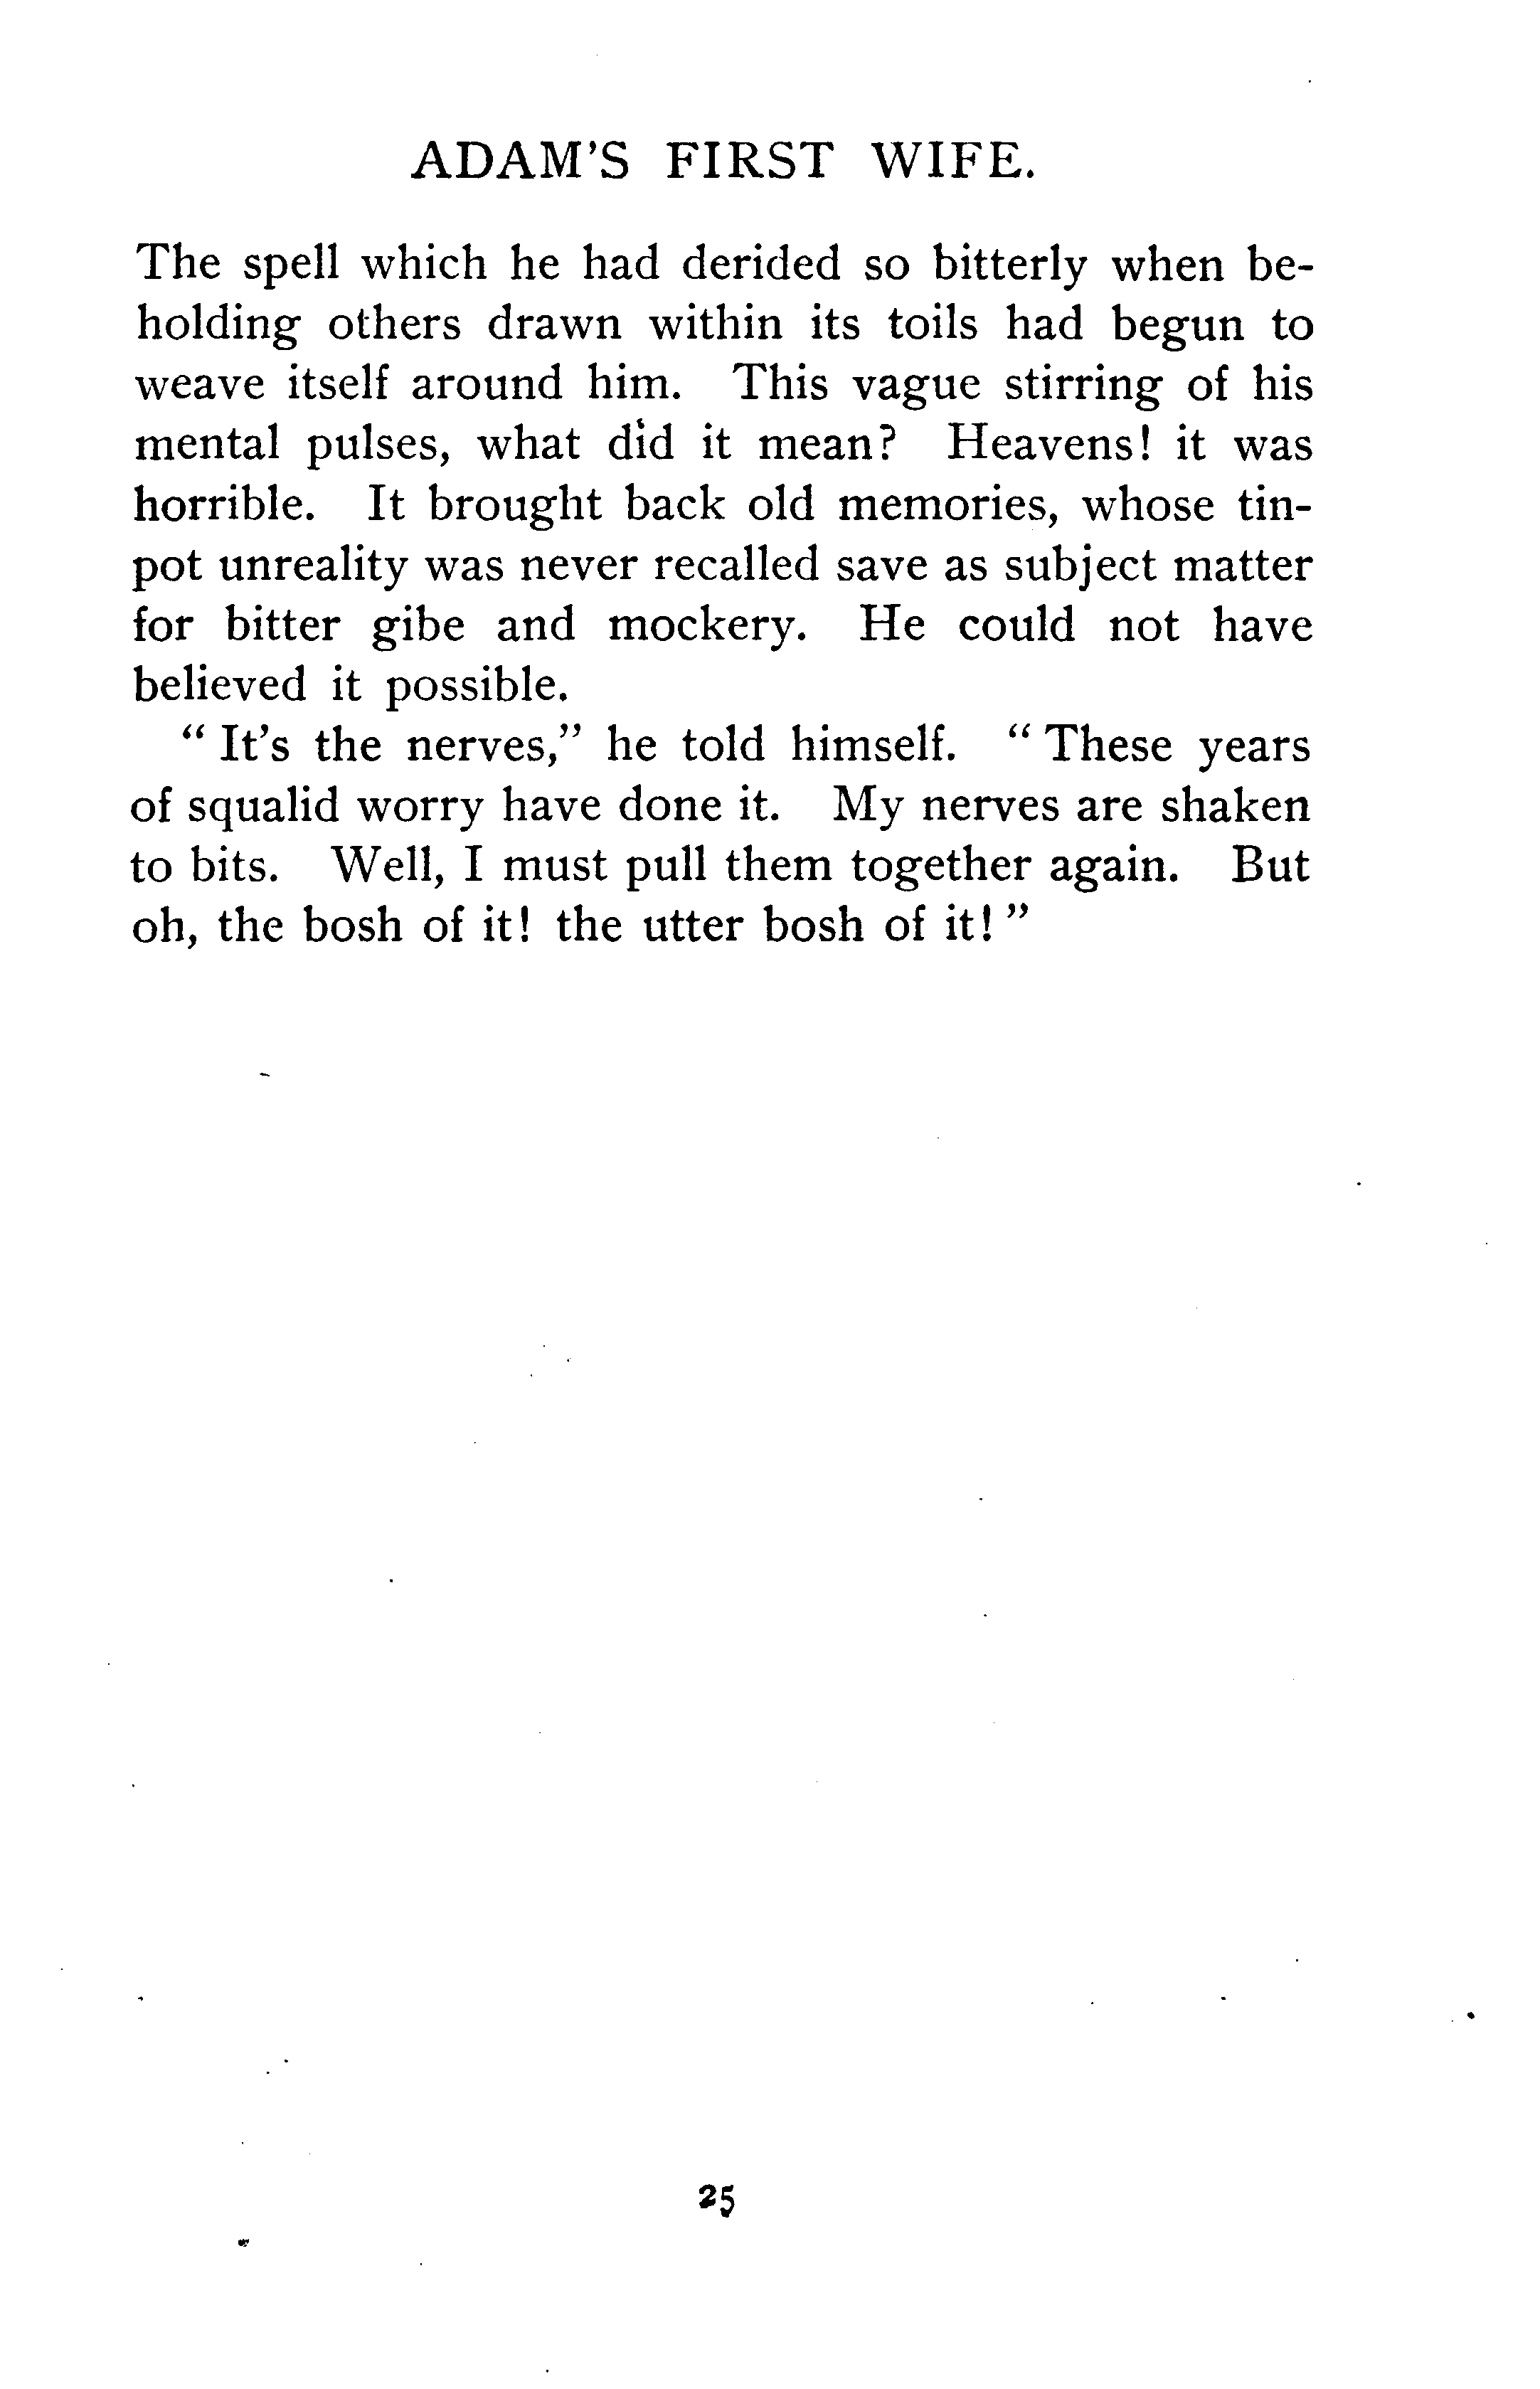 ADAM'S FIRST WIFE.
The spell which he had derided so bitterly when be-
holding others drawn within its toils had begun to
weave itself around him. This vague stirring of his
mental pulses, what did it mean? Heavens! it was
horrible. It brought back old memories, whose tin-
pot unreality was never recalled save as subject matter
for bitter gibe and mockery. He could not have
believed it possible.
"It's the nerves," he told himself. "These years
of squalid worry have done it. My nerves are shaken
to bits. Well, I must pull them together again. But
oh, the bosh of it! the utter bosh of it!"
25